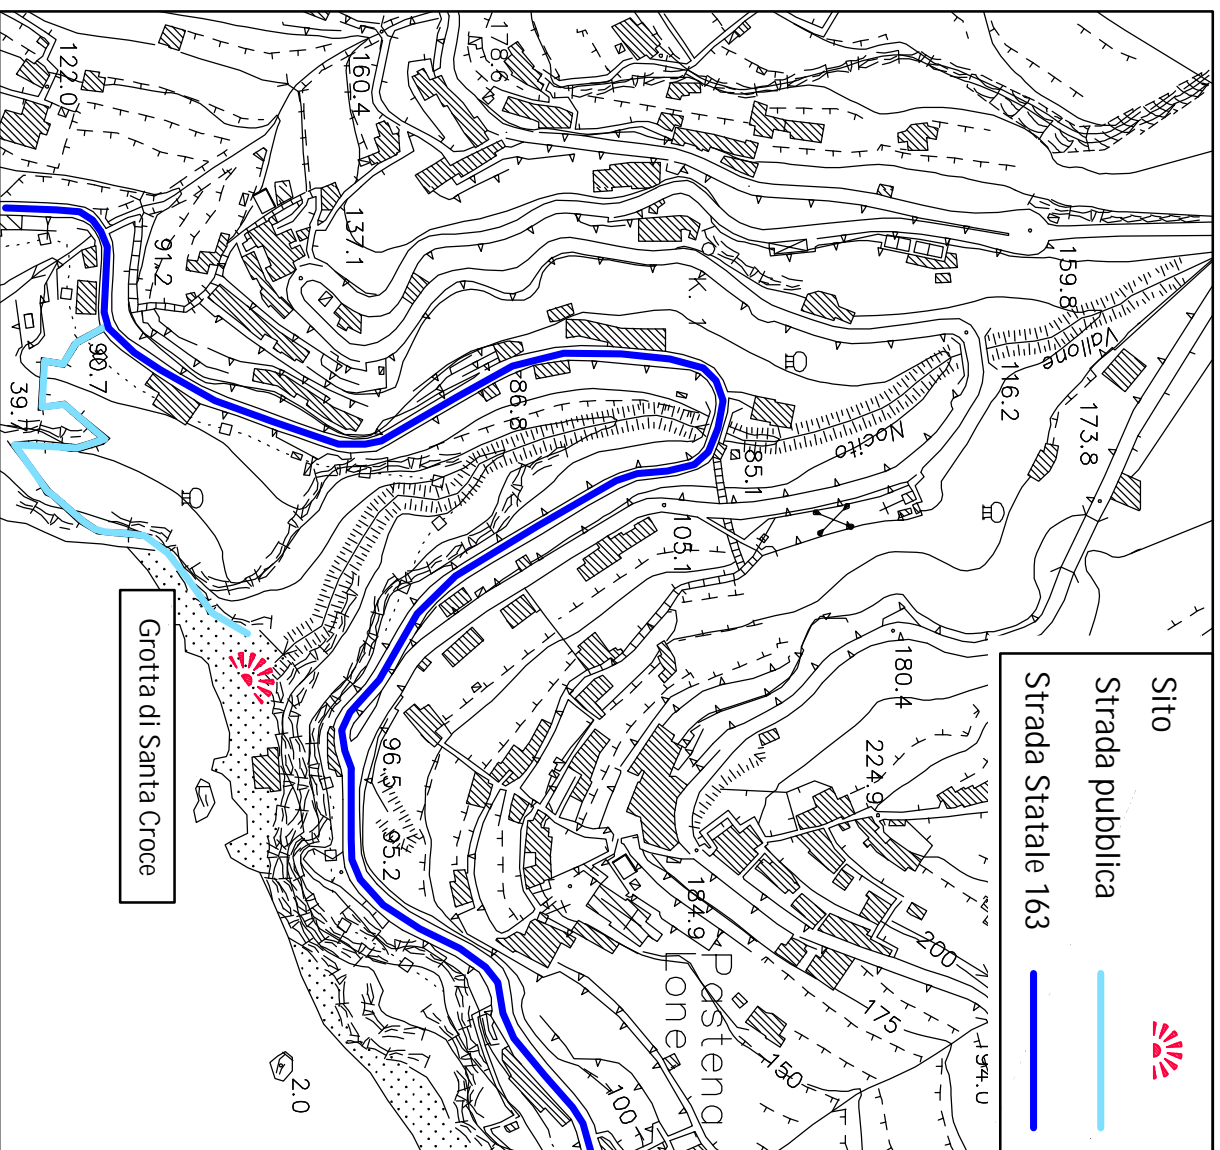 Sito
Strada pubblica
Strada Statale 163
Grotta di Santa Croce
Pastena
Lone
Vallone
Nocito
K. 1
122.0
160.4
178.6
137.1
91.2
90.7
86.8
85.1
105.1
159.8
116.2
173.8
180.4
224.9
96.5
95.2
184.9
200
175
150
100
2.0